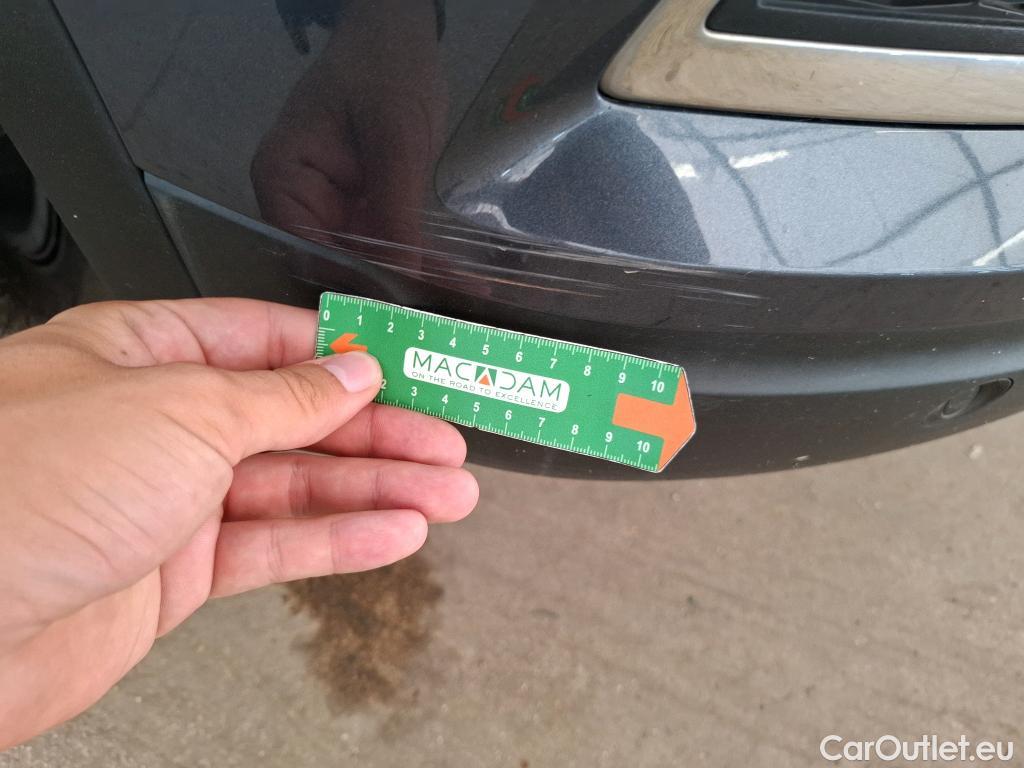 0 1 2 3 4 5 6 7 8 9 10
MACADAM
ON THE ROAD TO EXCELLENCE
2 3 4 5 6 7 8 9 10
CarOutlet.eu